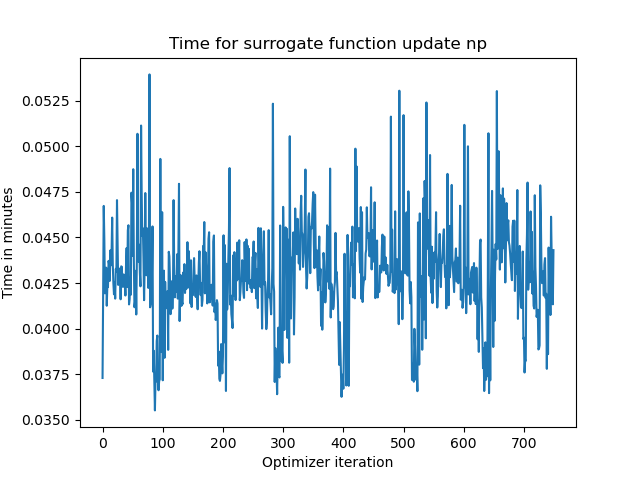 Time for surrogate function update np
Time in minutes
0.0525
0.0500
0.0475
0.0450
0.0425
0.0400
0.0375
0.0350
0 100 200 300 400 500 600 700
Optimizer iteration